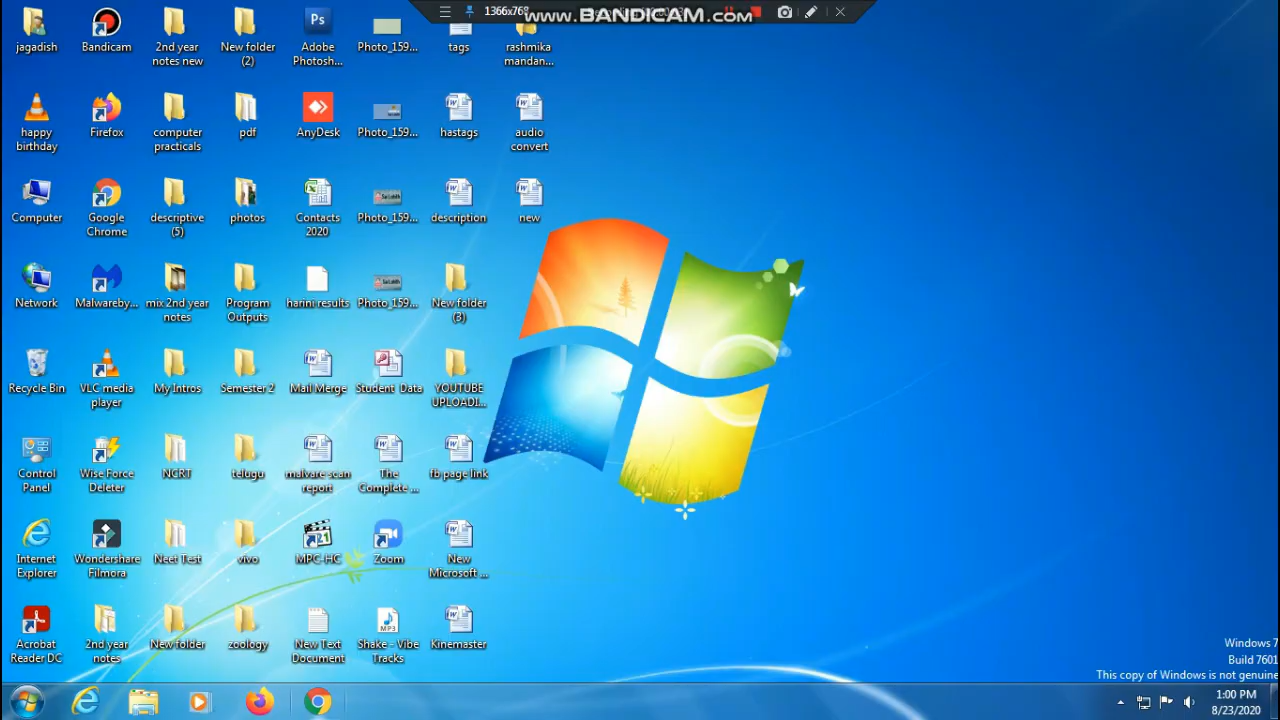 1366x768
www.BANDICAM.com
jagadish
Bandicam
2nd year
notes new
New folder
(2)
Ps
Adobe
Photosh...
Photo_159...
tags
rashmika
mandan...
happy
birthday
Firefox
computer
practicals
pdf
AnyDesk
Photo_159...
hastags
audio
convert
Computer
Google
Chrome
descriptive
(5)
photos
Contacts
2020
Photo_159...
description
new
Network
Malwareby...
mix 2nd year
notes
Program
Outputs
harini results
Photo_159...
New folder
(3)
Recycle Bin
VLC media
player
My Intros
Semester 2
Mail Merge
Student Data
YOUTUBE
UPLOADI...
Control
Panel
Wise Force
Deleter
NCRT
telugu
malvare scan
report
The
Complete ...
fb page link
Internet
Explorer
Wondershare
Filmora
Neet Test
vivo
321
MPC-HC
Zoom
New
Microsoft ...
Acrobat
Reader DC
2nd year
notes
New folder
zoology
New Text
Document
MP3
Shake - Vibe
Tracks
Kinemaster
Windows 7
Build 7601
This copy of Windows is not genuine
1:00 PM
8/23/2020